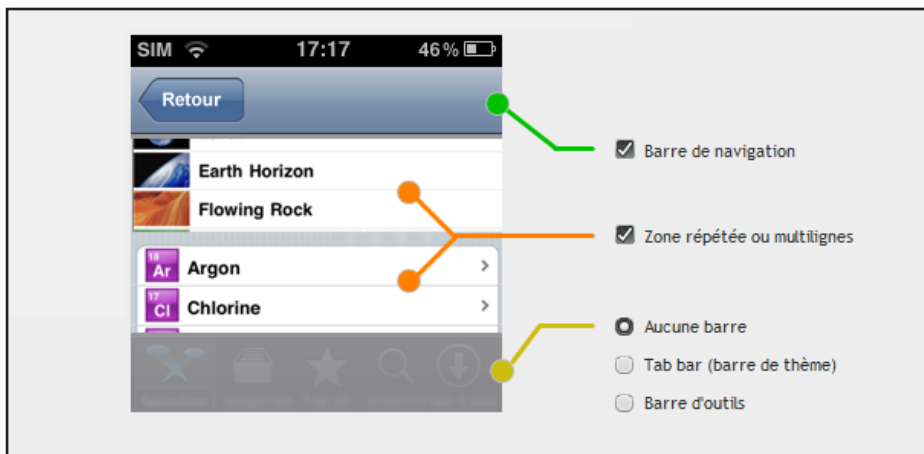 SIM 17:17 46%
Retour
Earth Horizon
Flowing Rock
18
Ar Argon
17
Cl Chlorine
Barre de navigation
Zone répétée ou multilignes
Aucune barre
Tab bar (barre de thème)
Barre d'outils